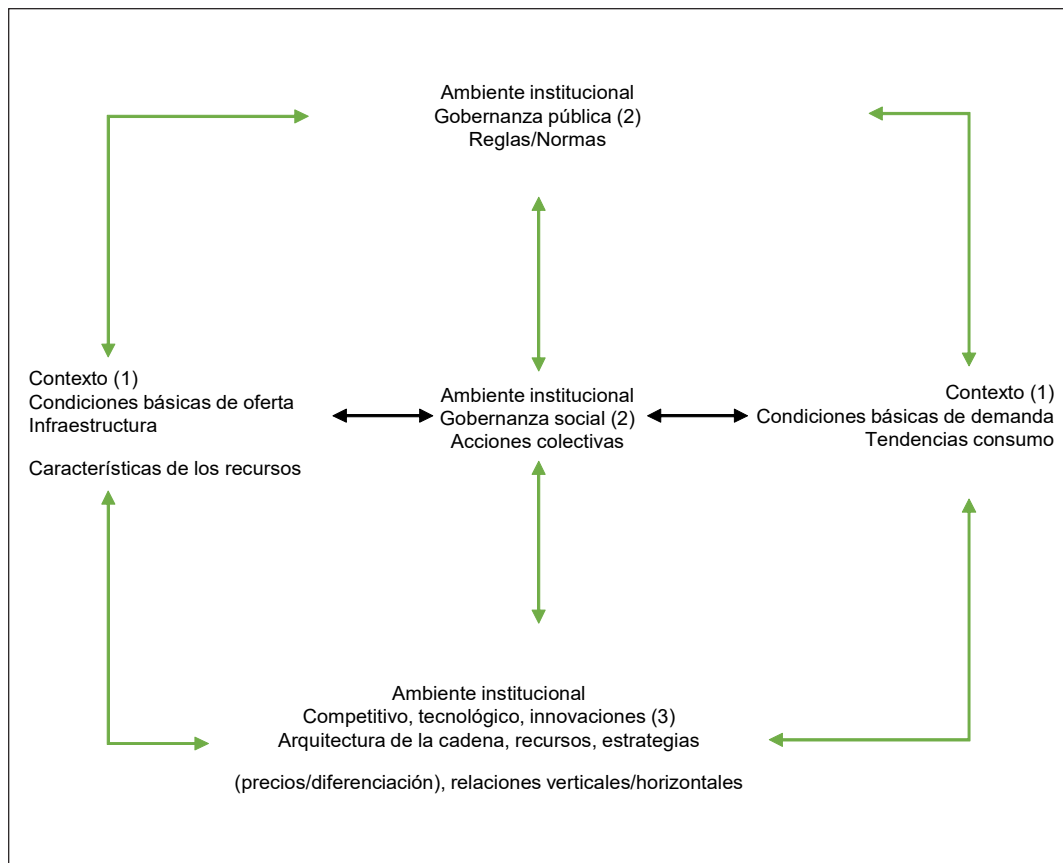 Ambiente institucional
Gobernanza pública (2)
Reglas/Normas
Contexto (1)
Condiciones básicas de oferta
Infraestructura
Características de los recursos
Ambiente institucional
Gobernanza social (2)
Acciones colectivas
Contexto (1)
Condiciones básicas de demanda
Tendencias consumo
Ambiente institucional
Competitivo, tecnológico, innovaciones (3)
Arquitectura de la cadena, recursos, estrategias
(precios/diferenciación), relaciones verticales/horizontales